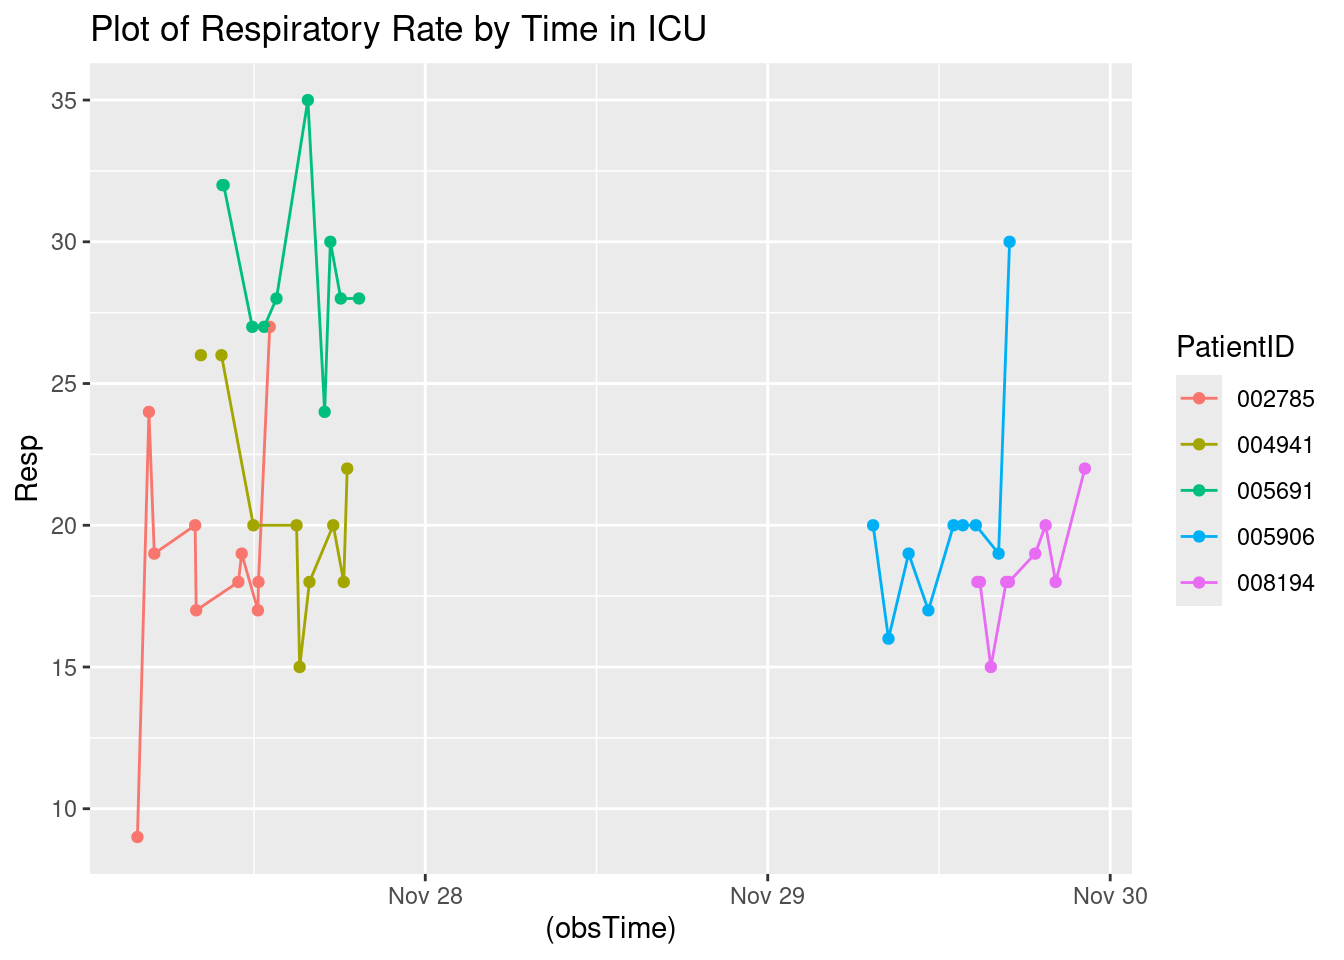 Plot of Respiratory Rate by Time in ICU
35
30
25
20
15
10
Resp
Nov 28
Nov 29
Nov 30
(obsTime)
PatientID
002785
004941
005691
005906
008194